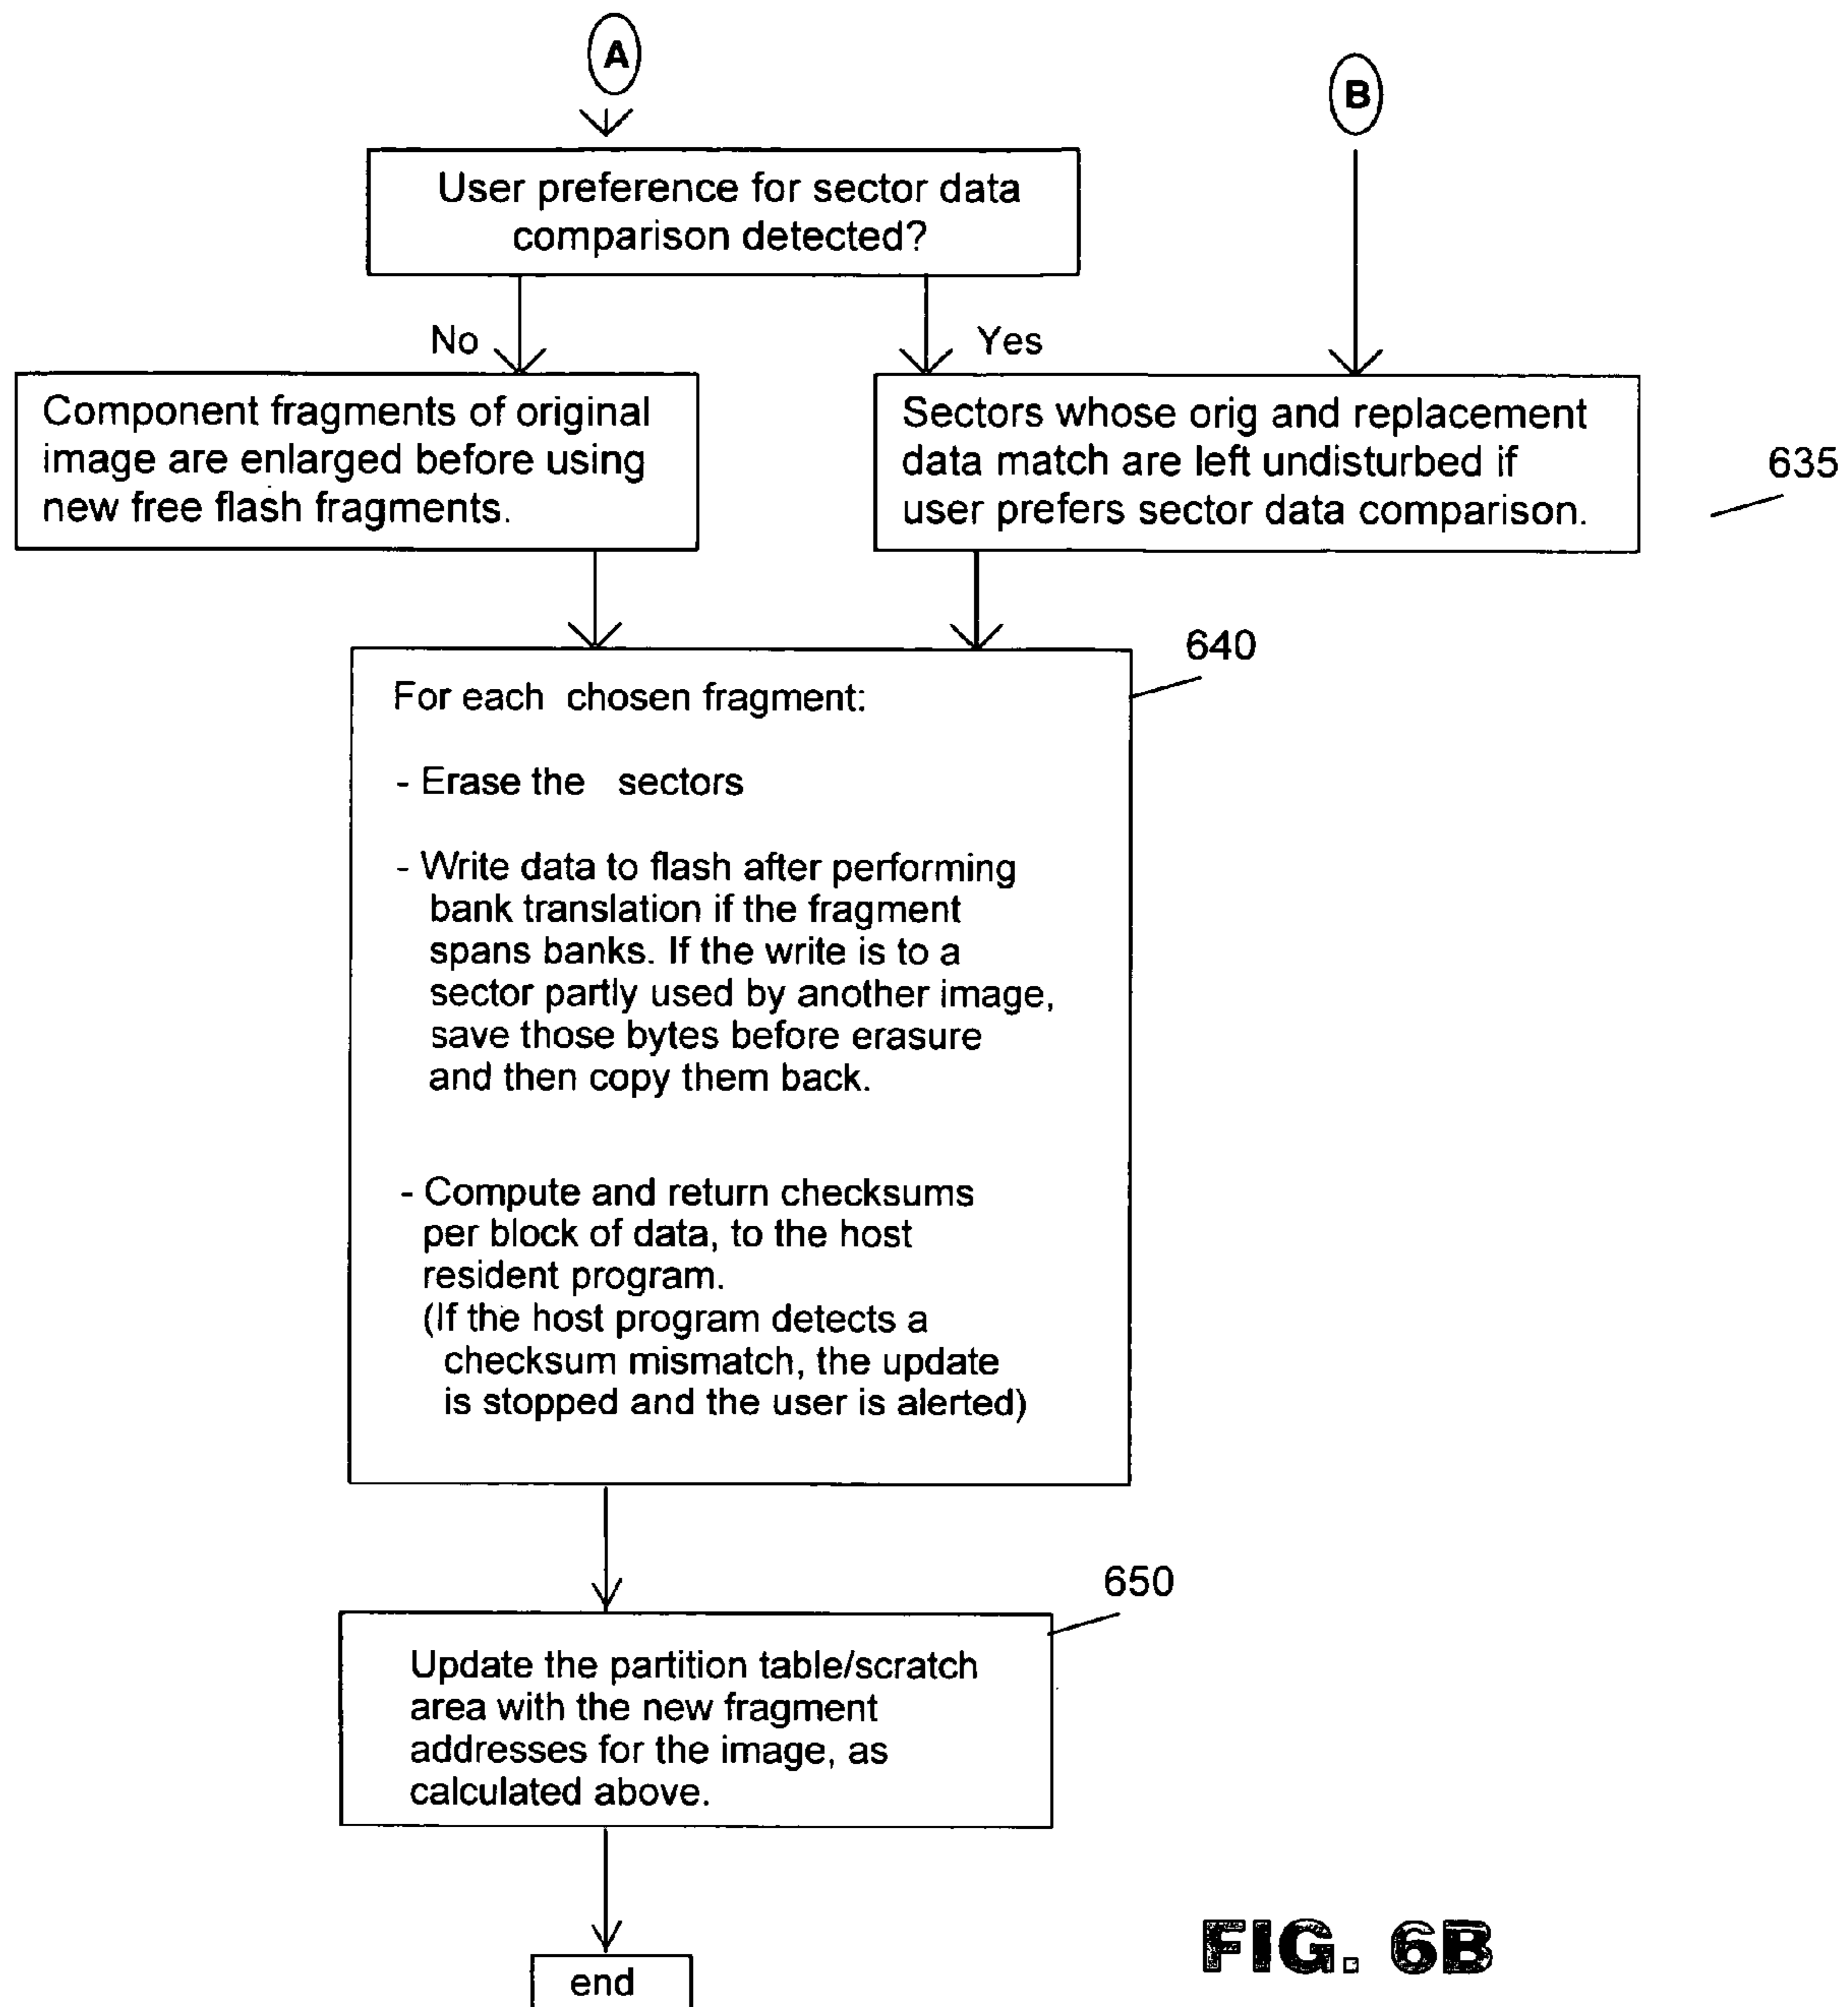 A
B
User preference for sector data
comparison detected?
No
Yes
Component fragments of original
image are enlarged before using
new free flash fragments.
Sectors whose orig and replacement
data match are left undisturbed if
user prefers sector data comparison.
635
640
For each chosen fragment:
- Erase the sectors
- Write data to flash after performing
bank translation if the fragment
spans banks. If the write is to a
sector partly used by another image,
save those bytes before erasure
and then copy them back.
- Compute and return checksums
per block of data, to the host
resident program.
(If the host program detects a
checksum mismatch, the update
is stopped and the user is alerted)
650
Update the partition table/scratch
area with the new fragment
addresses for the image, as
calculated above.
end
FIG. 6B